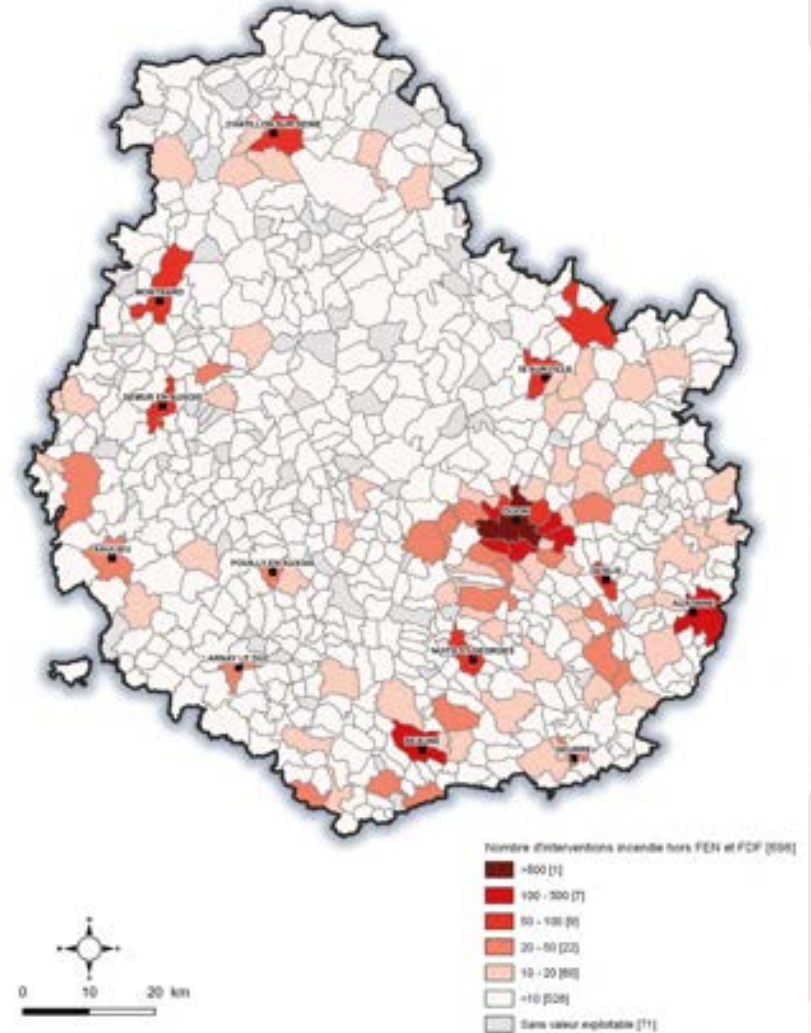 CHATILLON SUR SEINE
MONTBARD
IS SUR TILLE
SEMUR EN AUXOIS
DIJON
SAULIEU
POUILLY EN AUXOIS
GENLIS
AUXONNE
ARNAY LE DUC
NUITS ST GEORGES
BEAUNE
SEURRE
Nombre d'interventions incendie hors FEN et FDF [698]
>500 [1]
100 - 500 [7]
50 - 100 [9]
20 - 50 [22]
10 - 20 [60]
<10 [528]
Sans valeur exploitable [71]
0 10 20 km